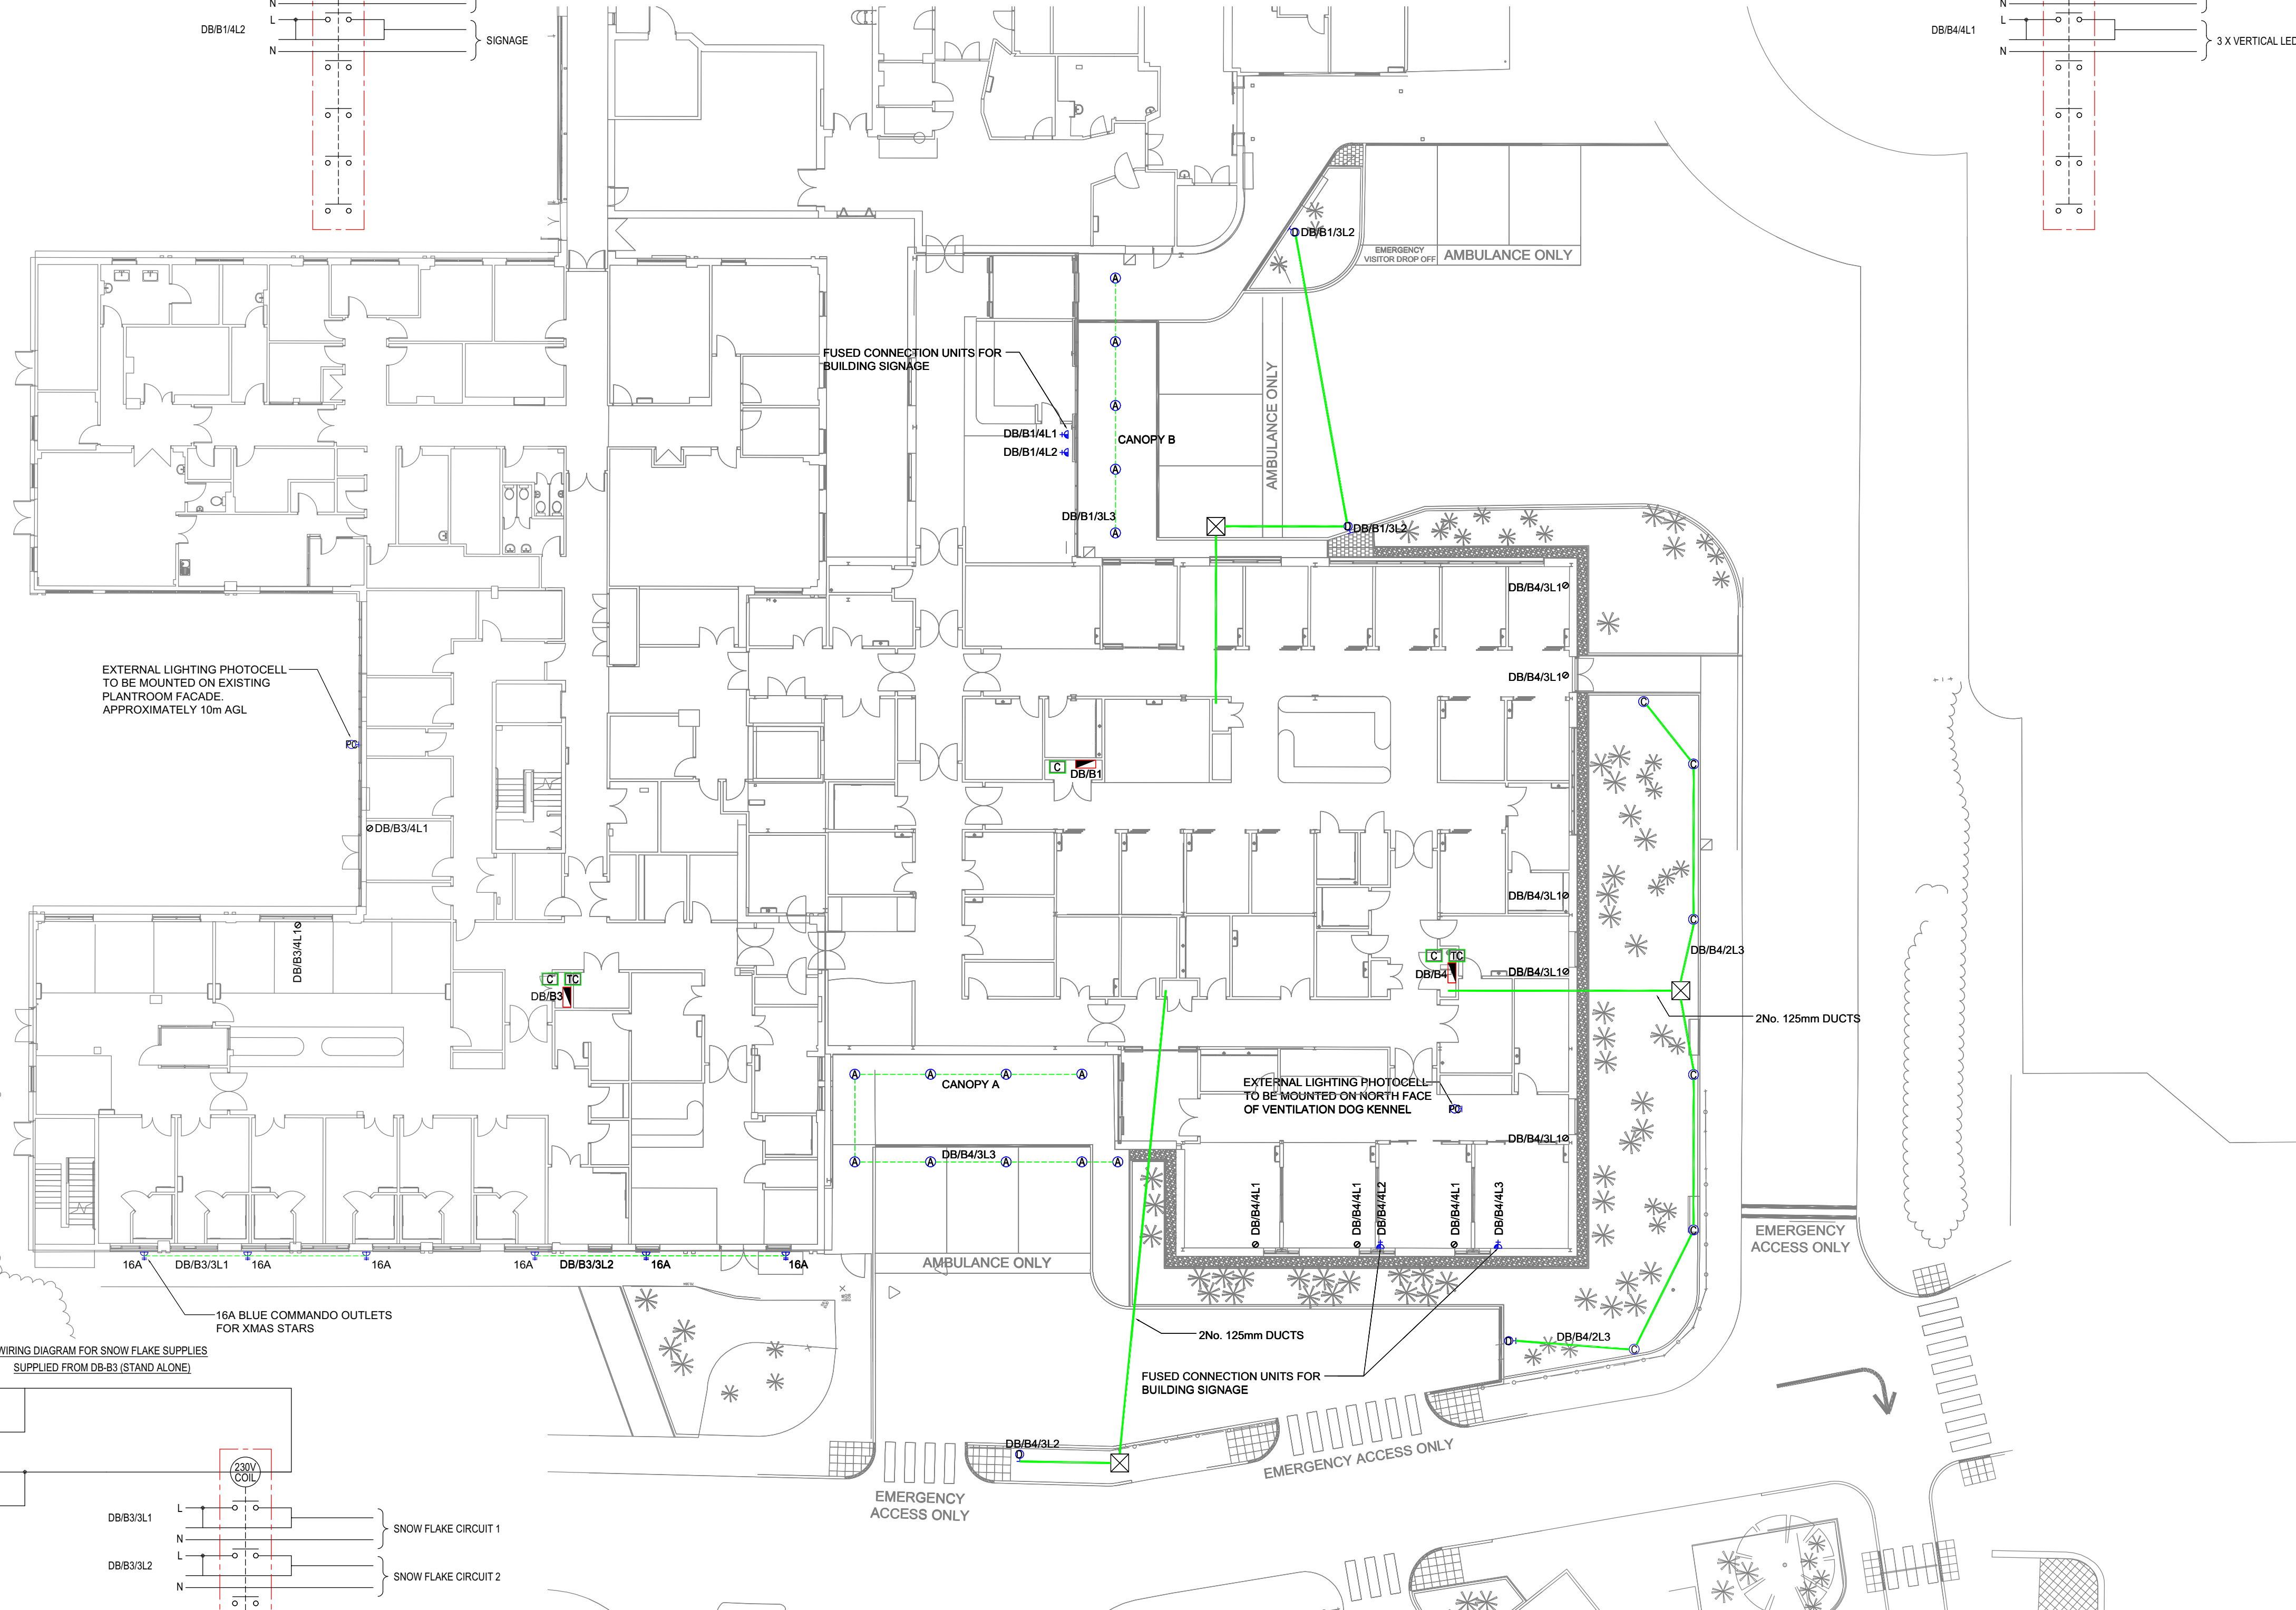 N
L
DB/B1/4L2
SIGNAGE
N
N
L
DB/B4/4L1
3 X VERTICAL LED
N
DB/B1/3L2
EMERGENCY
VISITOR DROP OFF
AMBULANCE ONLY
A
A
FUSED CONNECTION UNITS FOR
BUILDING SIGNAGE
AMBULANCE ONLY
A
DB/B1/4L1
CANOPY B
DB/B1/4L2
A
DB/B1/3L3
A
DB/B1/3L2
DB/B4/3L1
EXTERNAL LIGHTING PHOTOCELL
TO BE MOUNTED ON EXISTING
PLANTROOM FACADE.
APPROXIMATELY 10m AGL
PC
DB/B4/3L1
C
C
C
DB/B1
DB/B3/4L1
DB/B4/3L1
C
DB/B3/4L1
DB/B4/2L3
C
TC
DB/B3
C
TC
DB/B4
DB/B4/3L1
2No. 125mm DUCTS
A
A
A
A
CANOPY A
C
EXTERNAL LIGHTING PHOTOCELL
TO BE MOUNTED ON NORTH FACE
OF VENTILATION DOG KENNEL
PC
DB/B4/3L1
DB/B4/3L3
A
A
A
A
A
DB/B4/4L1
DB/B4/4L1
DB/B4/4L2
DB/B4/4L1
DB/B4/4L3
C
EMERGENCY
ACCESS ONLY
16A
DB/B3/3L1
16A
16A
16A
DB/B3/3L2
16A
16A
AMBULANCE ONLY
16A BLUE COMMANDO OUTLETS
FOR XMAS STARS
2No. 125mm DUCTS
DB/B4/2L3
C
WIRING DIAGRAM FOR SNOW FLAKE SUPPLIES
SUPPLIED FROM DB-B3 (STAND ALONE)
FUSED CONNECTION UNITS FOR
BUILDING SIGNAGE
DB/B4/3L2
EMERGENCY ACCESS ONLY
EMERGENCY
ACCESS ONLY
230V
COIL
DB/B3/3L1
L
N
SNOW FLAKE CIRCUIT 1
DB/B3/3L2
L
N
SNOW FLAKE CIRCUIT 2